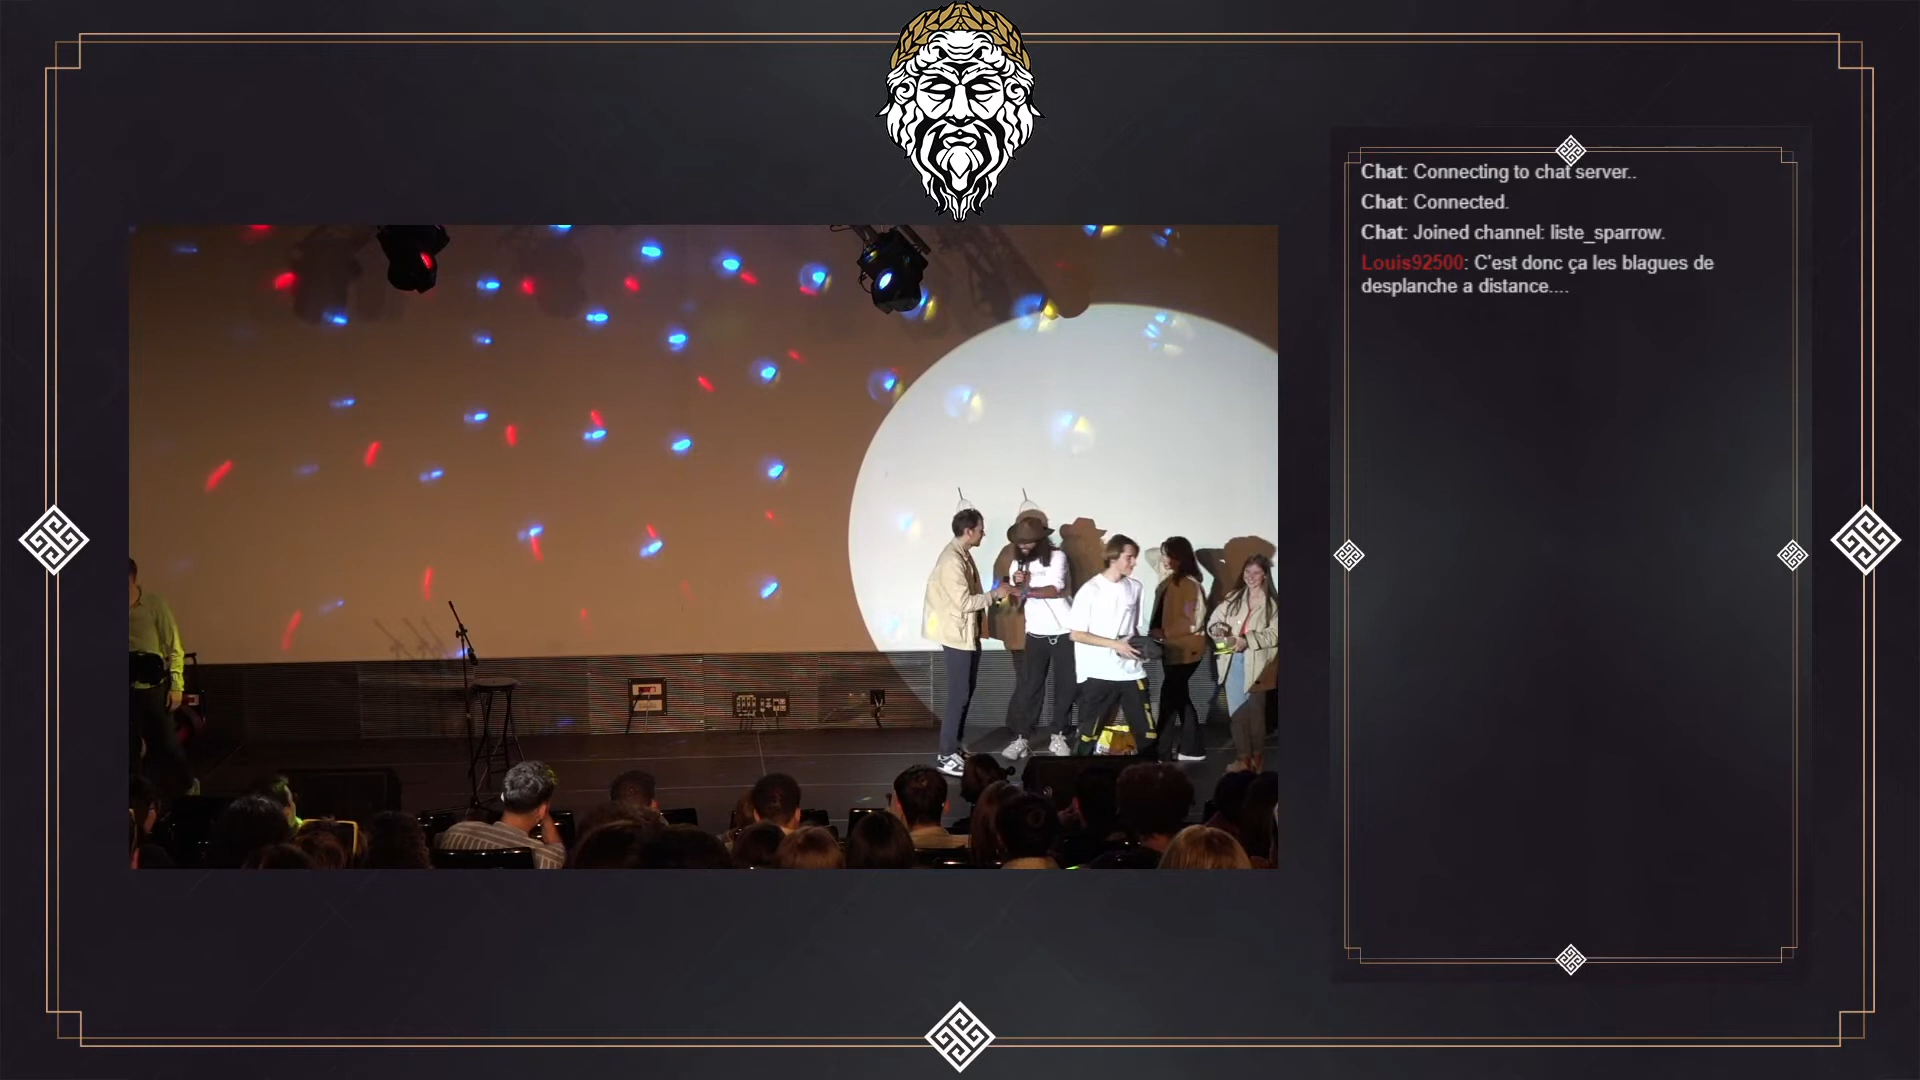 Chat: Connecting to chat server..
Chat: Connected.
Chat: Joined channel: liste_sparrow.
Louis92500: C'est donc ça les blagues de
desplanche a distance....